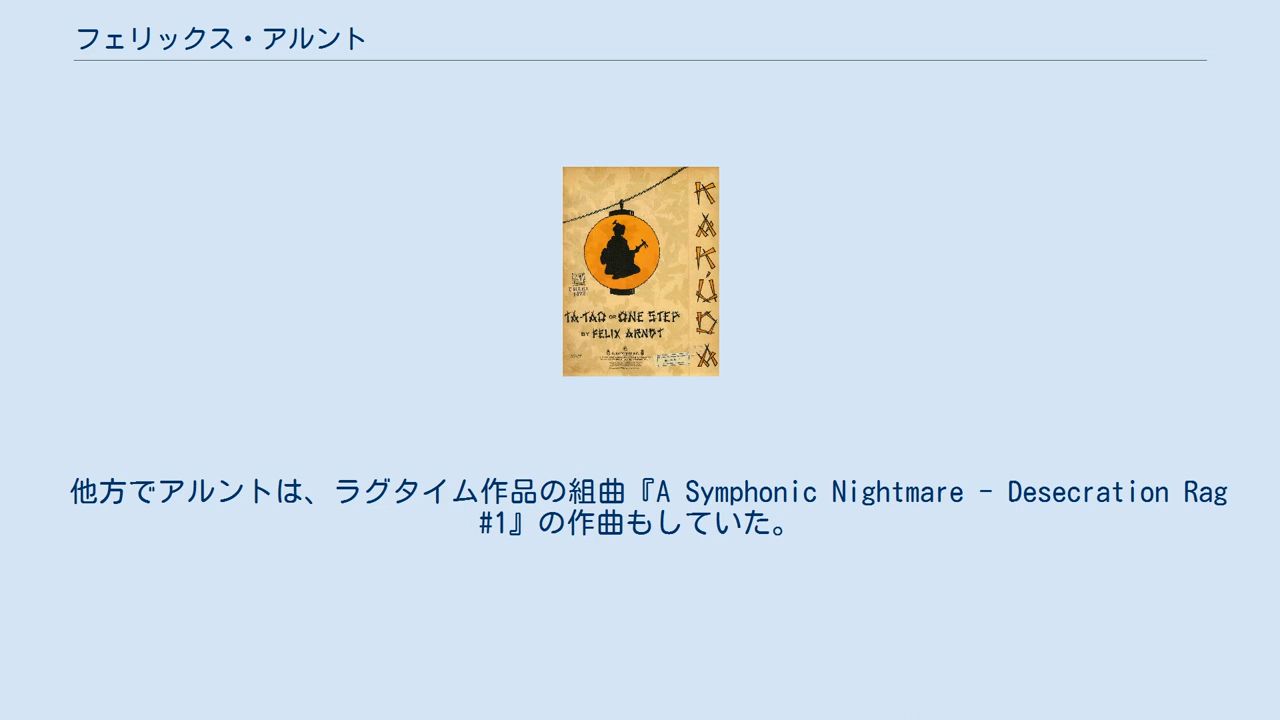 フェリックス・アルント
KAKÚDA
TA-TAO OR ONE STEP
BY FELIX ARNDT
他方でアルントは、ラグタイム作品の組曲『A Symphonic Nightmare - Desecration Rag
#1』の作曲もしていた。